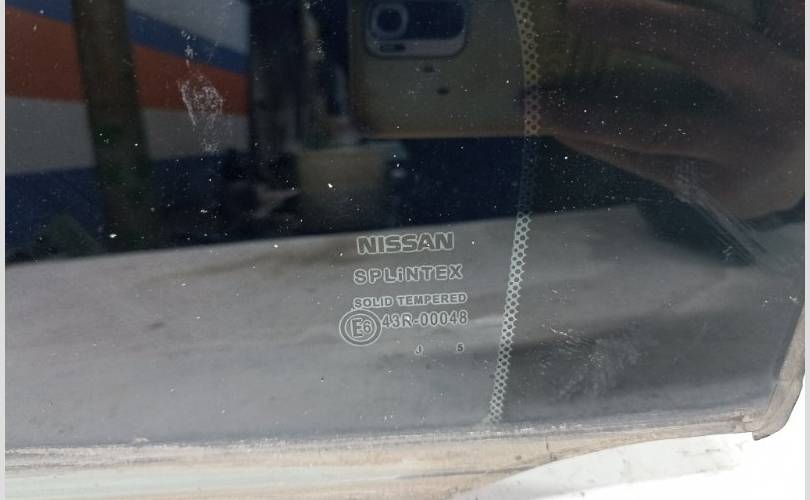 NISSAN
SPLiNTEX
SOLID TEMPERED
E6 43R-00048
J 5